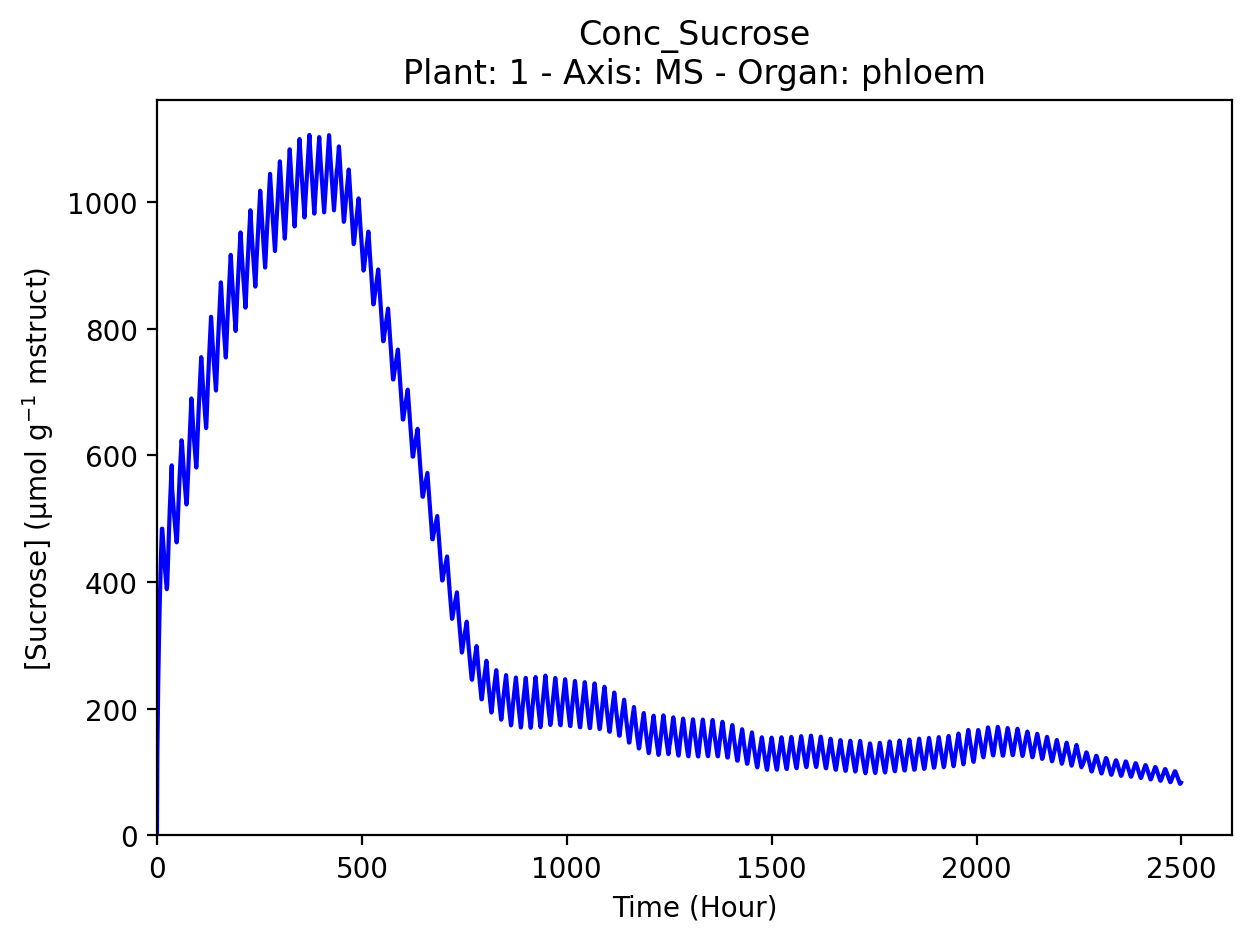 Conc_Sucrose
Plant: 1 - Axis: MS - Organ: phloem
[Sucrose] (µmol g⁻¹ mstruct)
1000
800
600
400
200
0
0 500 1000 1500 2000 2500
Time (Hour)